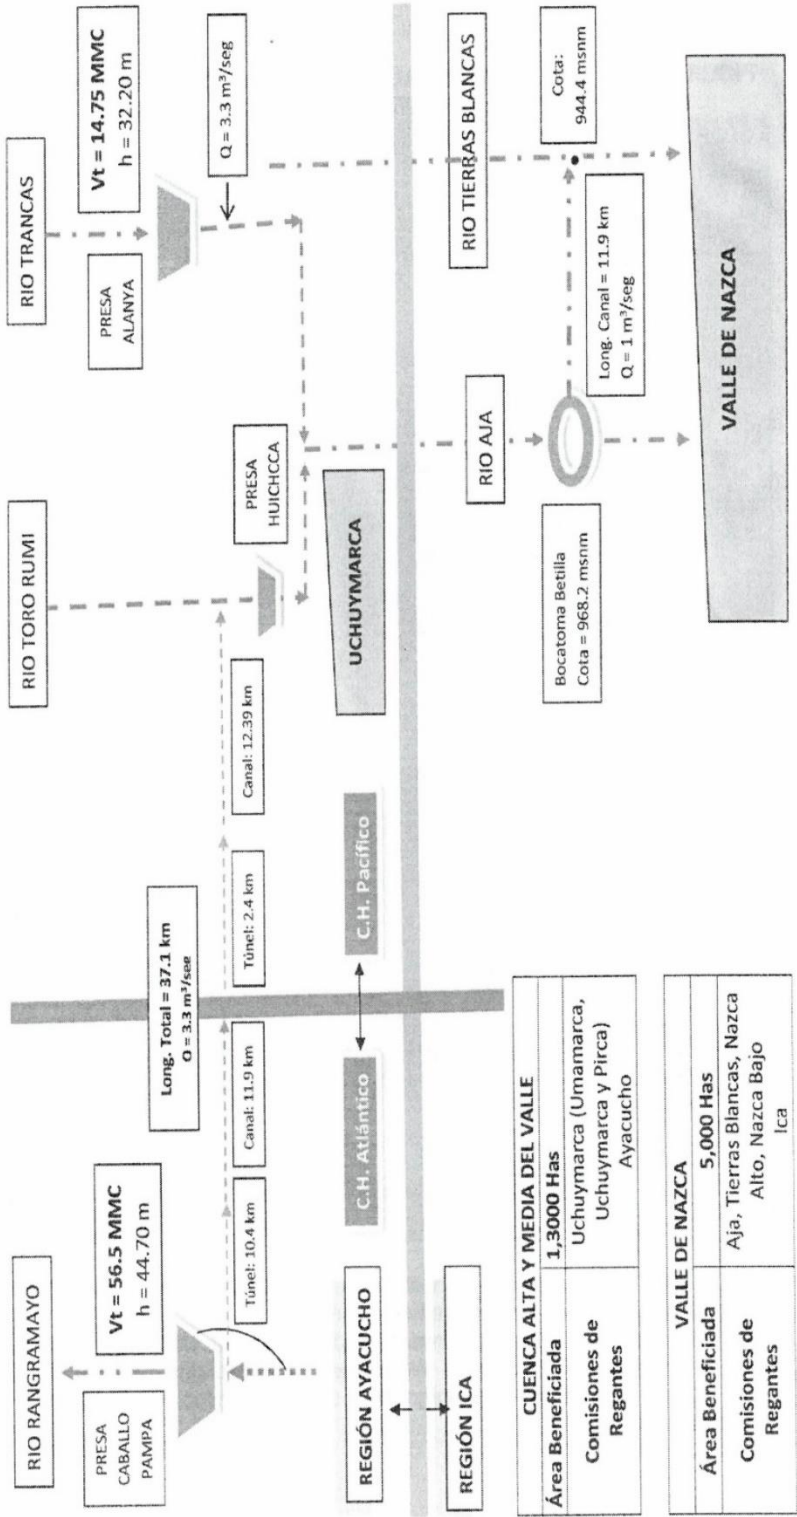 RIO RANGRAMAYO
PRESA
CABALLO
PAMPA
Vt = 56.5 MMC
h = 44.70 m
Túnel: 10.4 km
Canal: 11.9 km
Long. Total = 37.1 km
Q = 3.3 m³/seg
Túnel: 2.4 km
Canal: 12.39 km
C.H. Atlántico
C.H. Pacífico
RIO TORO RUMI
PRESA
HUICHCCA
UCHUYMARCA
RIO TRANCAS
PRESA
ALANYA
Vt = 14.75 MMC
h = 32.20 m
Q = 3.3 m³/seg
REGIÓN AYACUCHO
REGIÓN ICA
RIO AJA
RIO TIERRAS BLANCAS
Bocatoma Betilla
Cota = 968.2 msnm
Long. Canal = 11.9 km
Q = 1 m³/seg
Cota:
944.4 msnm
VALLE DE NAZCA
CUENCA ALTA Y MEDIA DEL VALLE
Área Beneficiada 1,3000 Has
Comisiones de
Regantes
Uchuymarca (Umamarca,
Uchuymarca y Pirca)
Ayacucho
VALLE DE NAZCA
Área Beneficiada 5,000 Has
Comisiones de
Regantes
Aja, Tierras Blancas, Nazca
Alto, Nazca Bajo
Ica